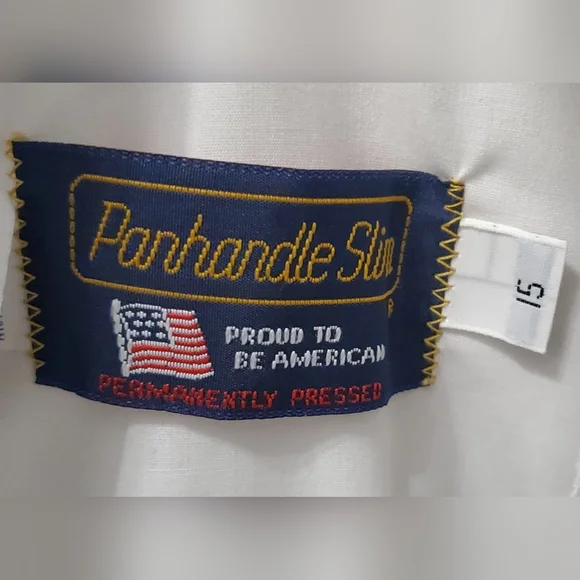 Panhandle Slim
®
PROUD TO
BE AMERICAN
PERMANENTLY PRESSED
15